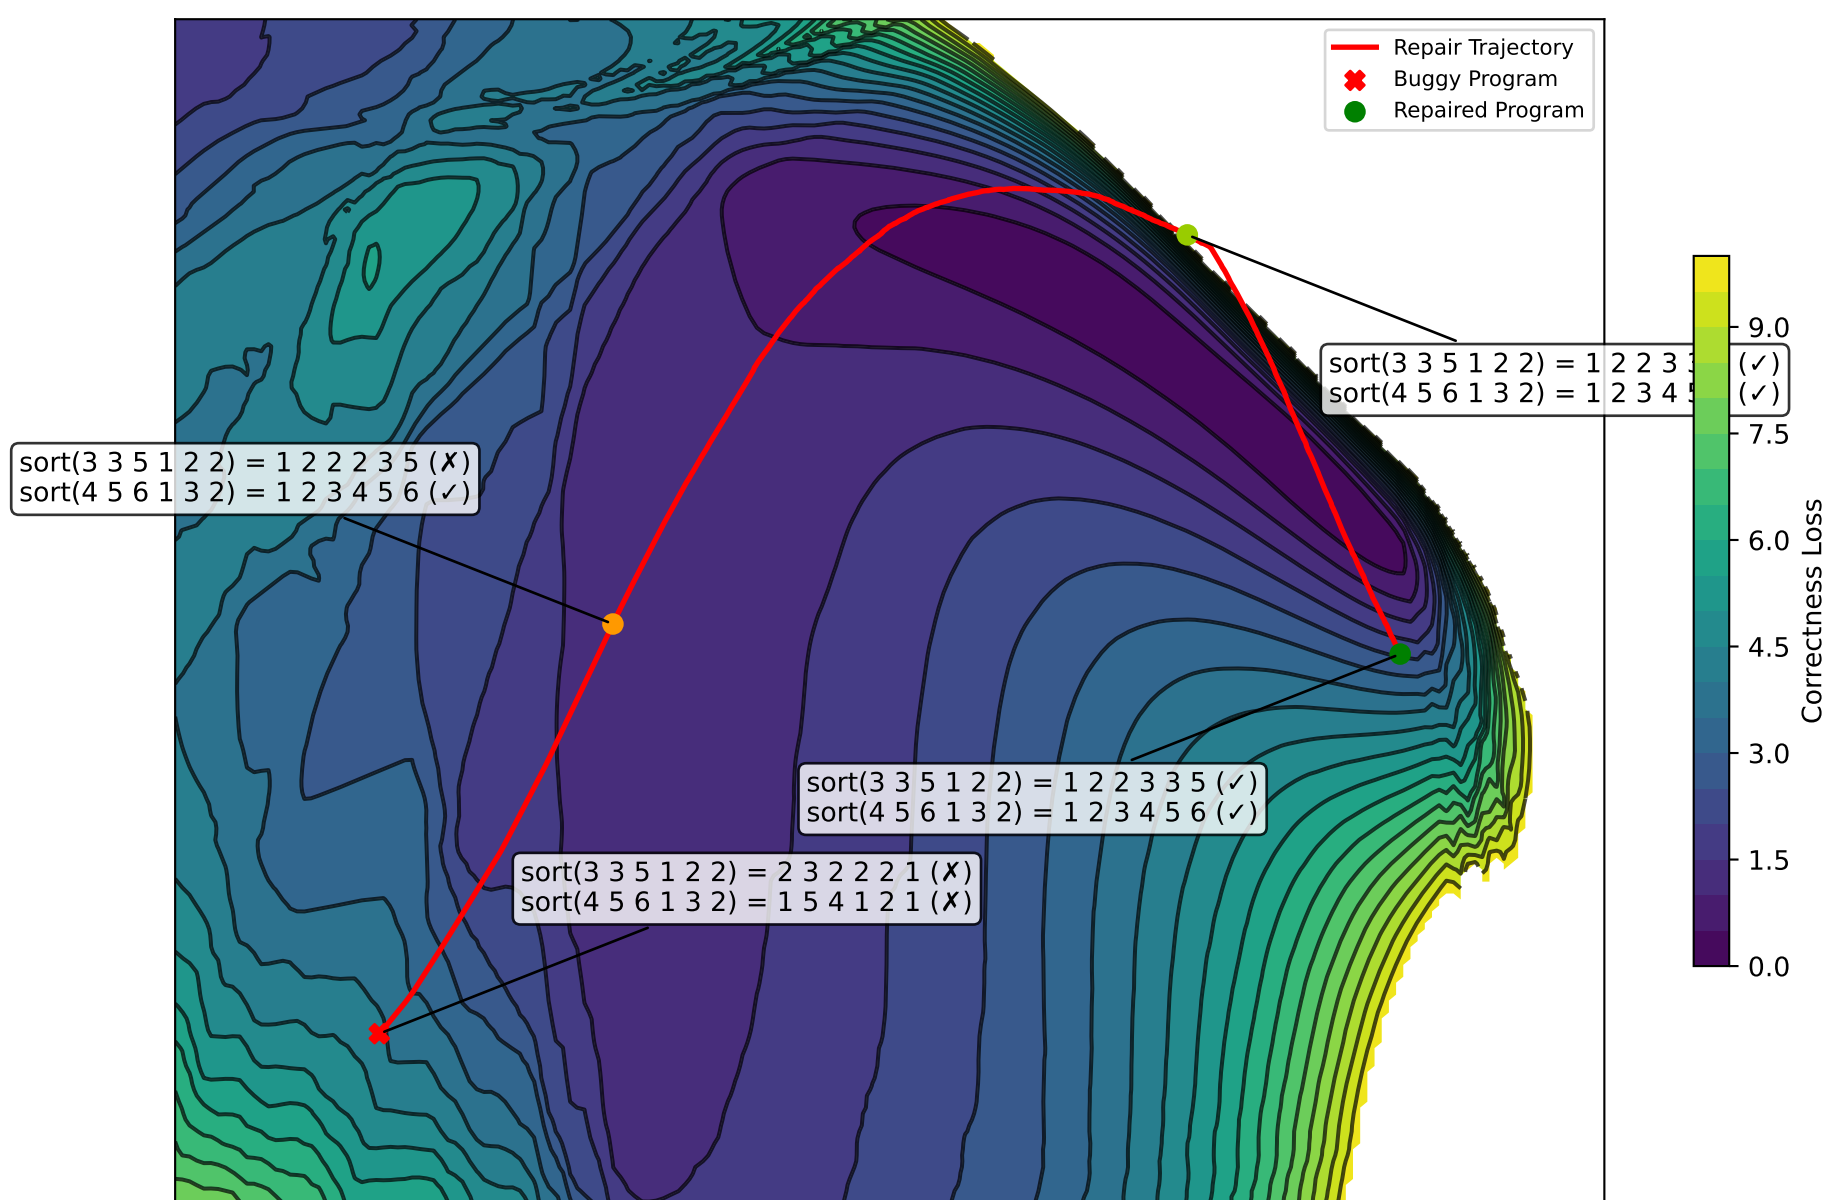 Repair Trajectory
Buggy Program
Repaired Program
sort(3 3 5 1 2 2) = 1 2 2 3 3 (✓)
sort(4 5 6 1 3 2) = 1 2 3 4 5 (✓)
sort(3 3 5 1 2 2) = 1 2 2 2 3 5 (✗)
sort(4 5 6 1 3 2) = 1 2 3 4 5 6 (✓)
sort(3 3 5 1 2 2) = 1 2 2 3 3 5 (✓)
sort(4 5 6 1 3 2) = 1 2 3 4 5 6 (✓)
sort(3 3 5 1 2 2) = 2 3 2 2 2 1 (✗)
sort(4 5 6 1 3 2) = 1 5 4 1 2 1 (✗)
9.0
7.5
6.0
4.5
3.0
1.5
0.0
Correctness Loss